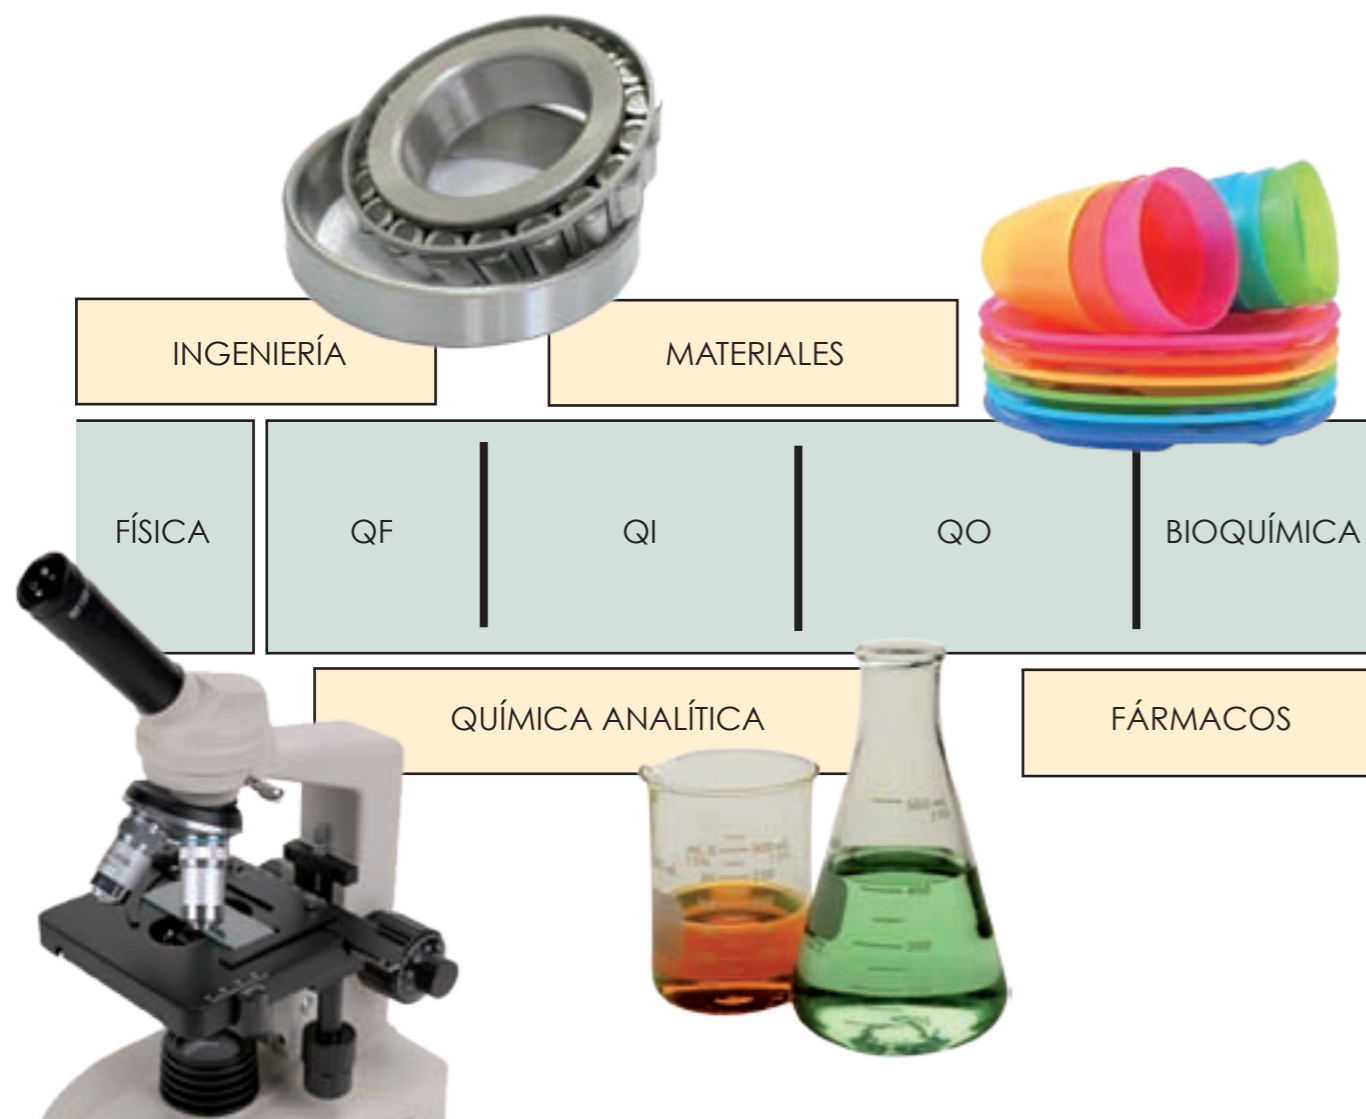 INGENIERÍA
MATERIALES
FÍSICA
QF
QI
QO
BIOQUÍMICA
QUÍMICA ANALÍTICA
FÁRMACOS